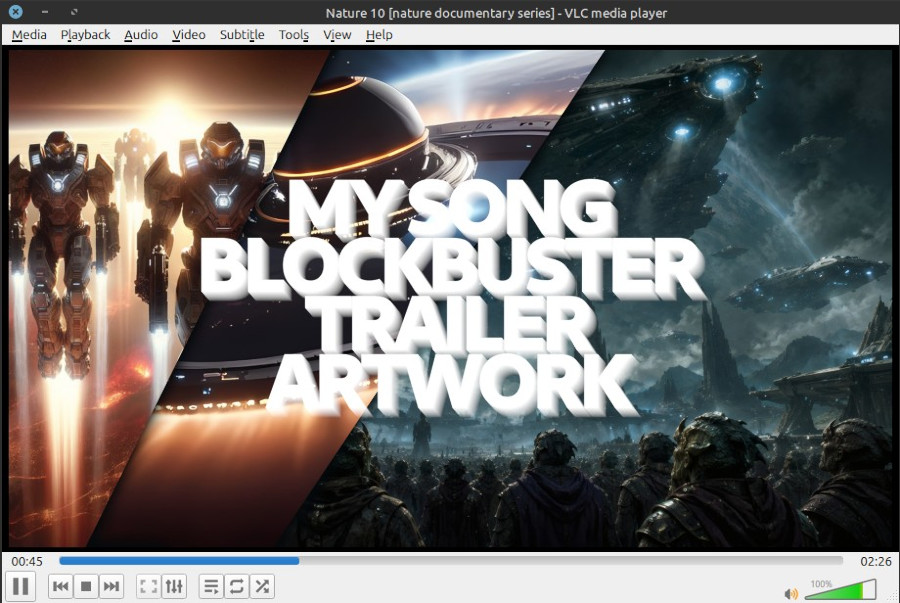 Nature 10 [nature documentary series] - VLC media player
Media Playback Audio Video Subtitle Tools View Help
MY SONG
BLOCKBUSTER
TRAILER
ARTWORK
00:45 02:26
100%